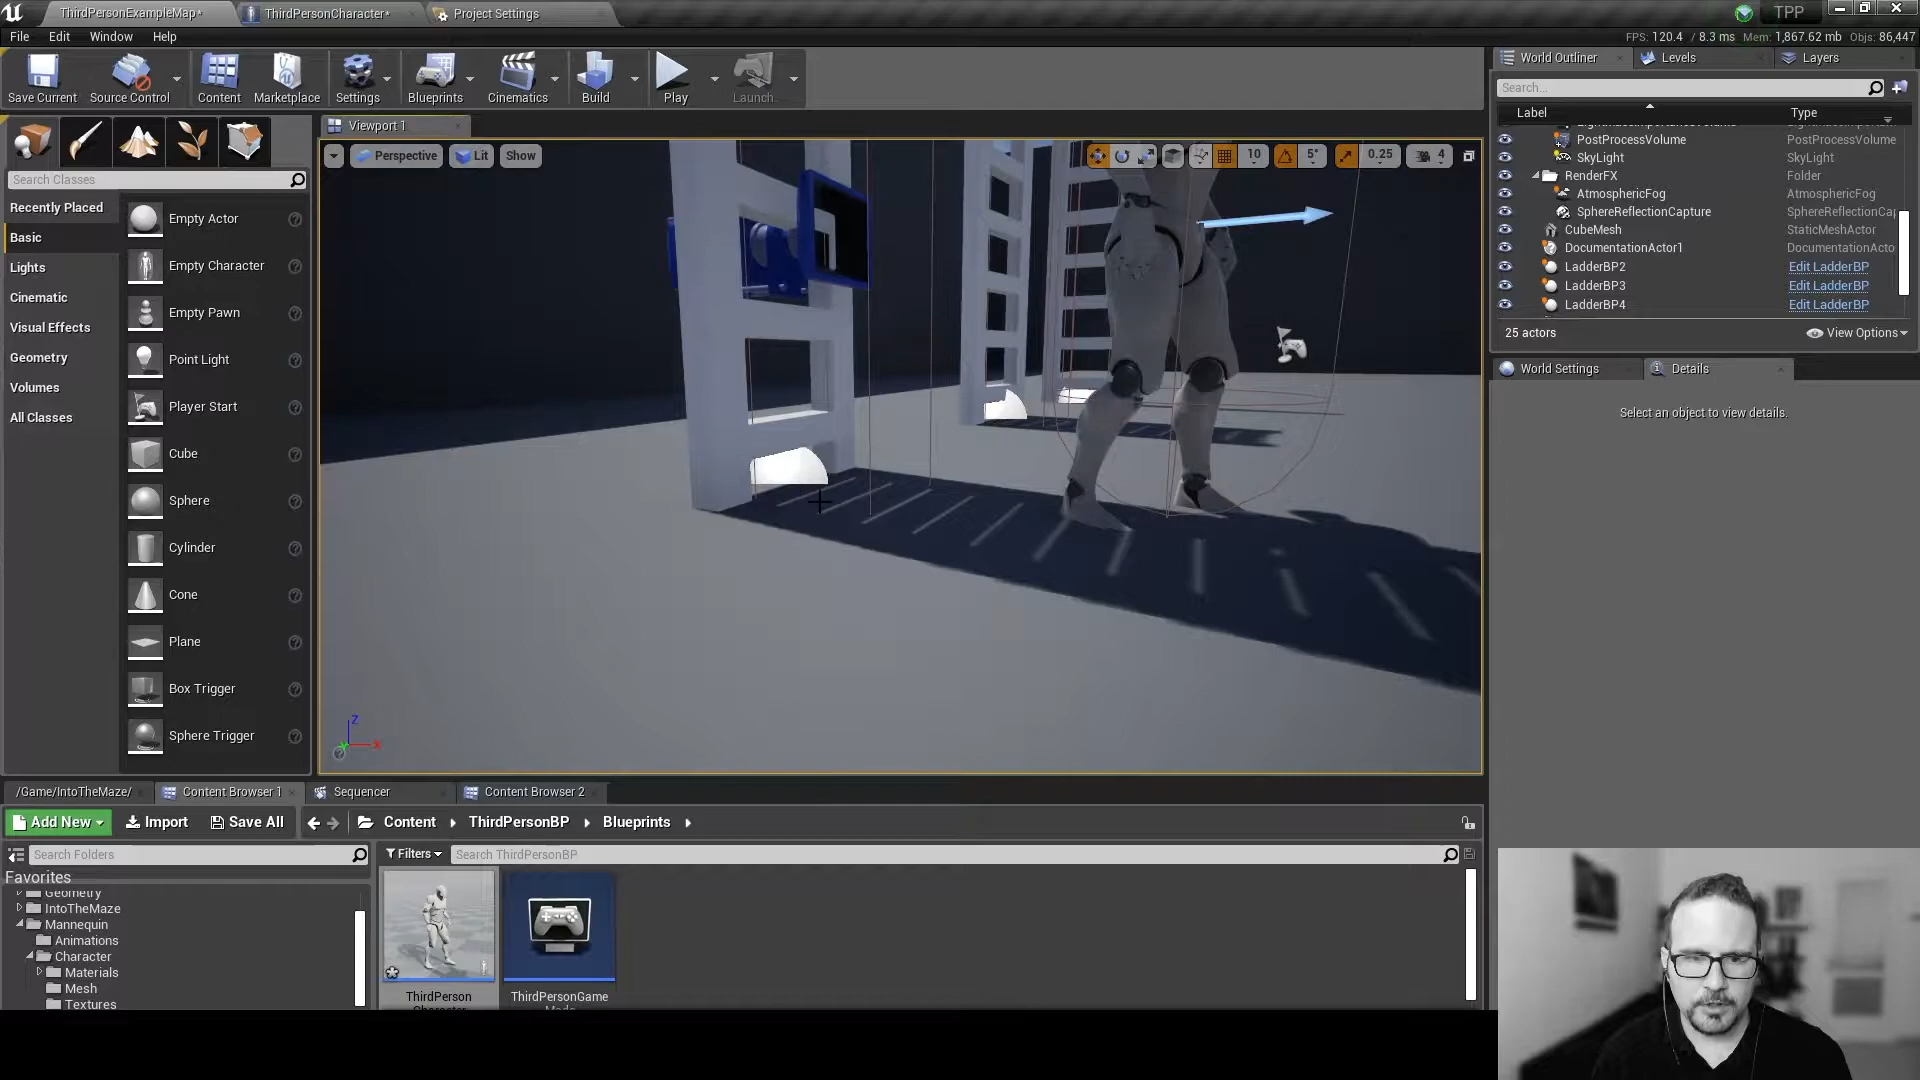 ThirdPersonExampleMap*
ThirdPersonCharacter*
Project Settings
TPP
File Edit Window Help
FPS: 120.4 / 8.3 ms Mem: 1,867.62 mb Objs: 86,447
Save Current
Source Control
Content
Marketplace
Settings
Blueprints
Cinematics
Build
Play
Launch
World Outliner
Levels
Layers
Search...
Label Type
PostProcessVolume PostProcessVolume
SkyLight SkyLight
RenderFX Folder
AtmosphericFog AtmosphericFog
SphereReflectionCapture SphereReflectionCap
CubeMesh StaticMeshActor
DocumentationActor1 DocumentationActo
LadderBP2 Edit LadderBP
LadderBP3 Edit LadderBP
LadderBP4 Edit LadderBP
25 actors View Options
World Settings
Details
Select an object to view details.
Search Classes
Recently Placed
Basic
Lights
Cinematic
Visual Effects
Geometry
Volumes
All Classes
Empty Actor
Empty Character
Empty Pawn
Point Light
Player Start
Cube
Sphere
Cylinder
Cone
Plane
Box Trigger
Sphere Trigger
Viewport 1
Perspective Lit Show
10 5° 0.25 4
Z
X
/Game/IntoTheMaze/
Content Browser 1
Sequencer
Content Browser 2
Add New Import Save All Content ThirdPersonBP Blueprints
Search Folders
Filters Search ThirdPersonBP
Favorites
Geometry
IntoTheMaze
Mannequin
Animations
Character
Materials
Mesh
Textures
ThirdPerson
Character
ThirdPersonGame
Mode